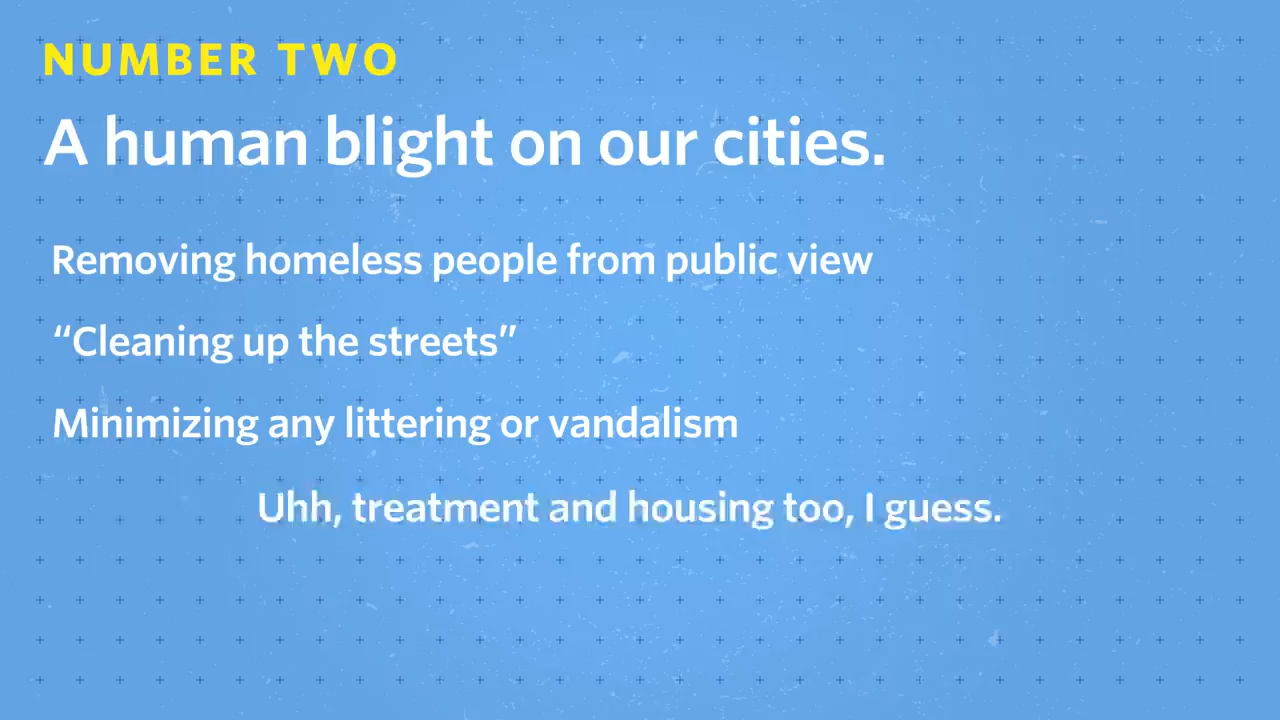 NUMBER TWO
A human blight on our cities.
Removing homeless people from public view
“Cleaning up the streets”
Minimizing any littering or vandalism
Uhh, treatment and housing too, I guess.